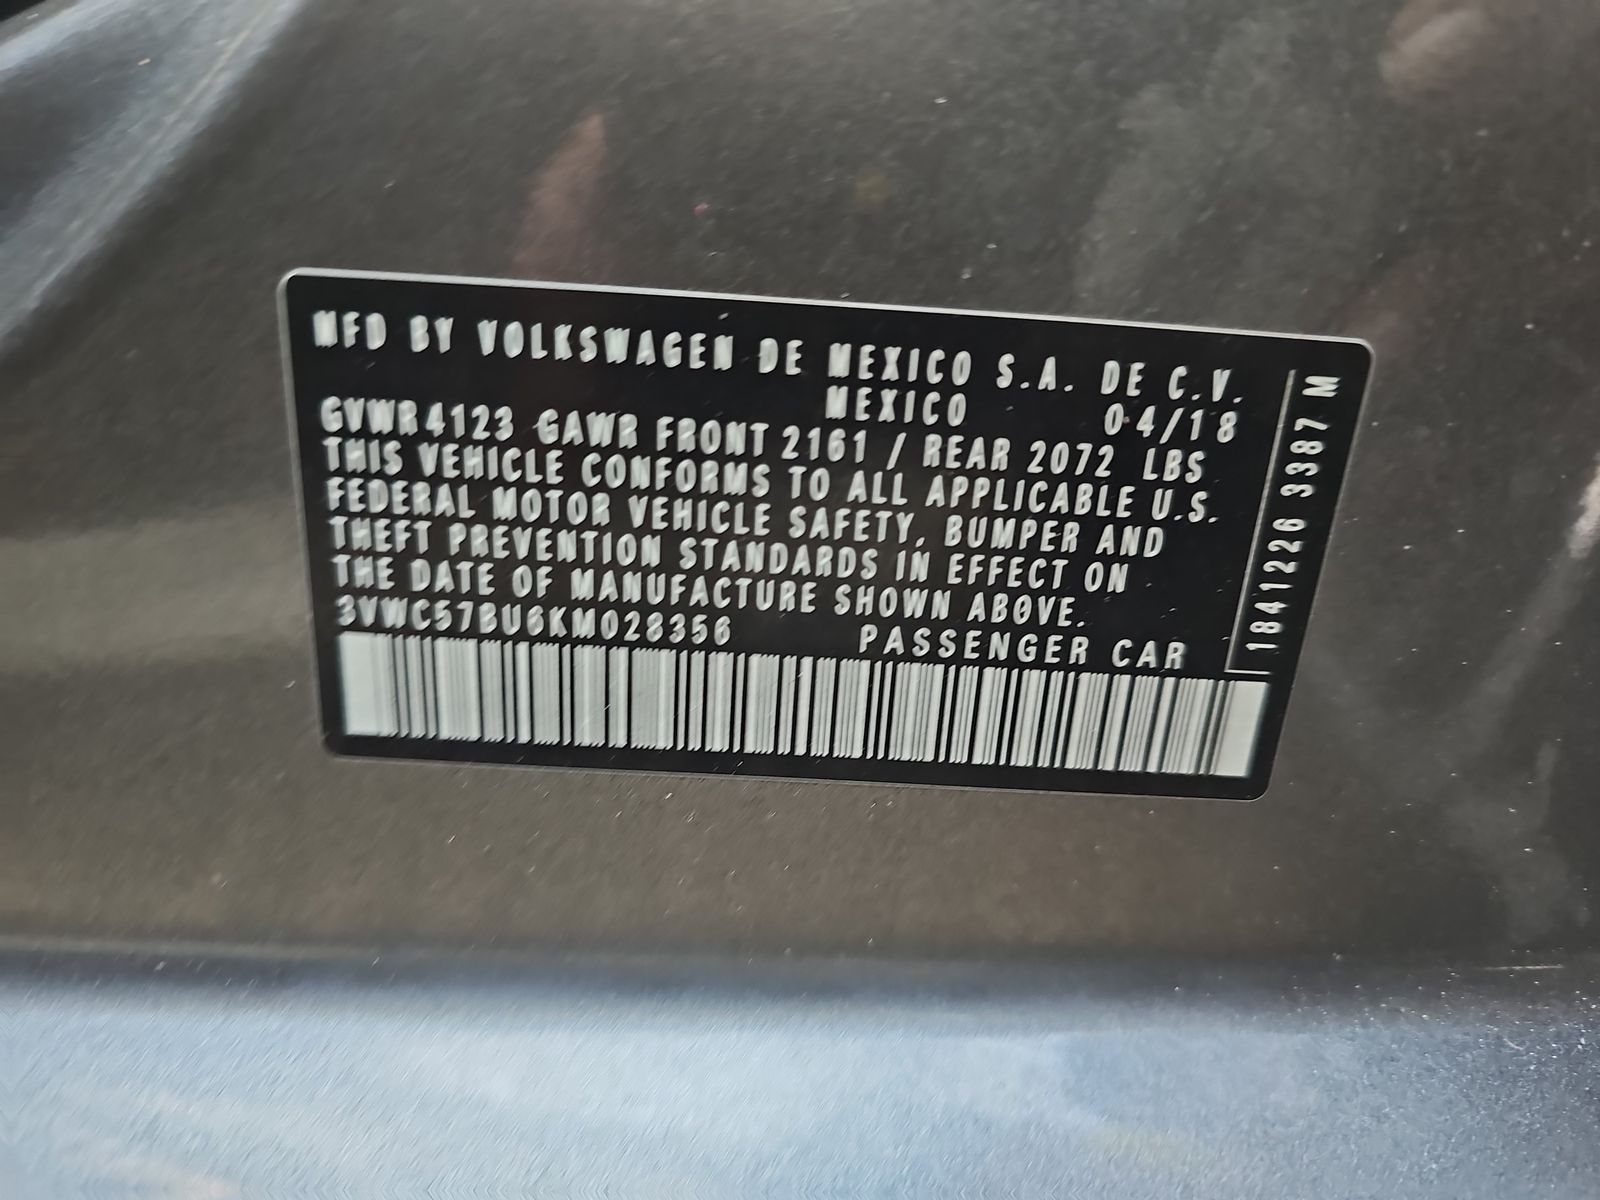 MFD BY VOLKSWAGEN DE MEXICO S.A. DE C.V.
MEXICO 04/18
GVWR 4123 GAWR FRONT 2161 / REAR 2072 LBS
THIS VEHICLE CONFORMS TO ALL APPLICABLE U.S.
FEDERAL MOTOR VEHICLE SAFETY, BUMPER AND
THEFT PREVENTION STANDARDS IN EFFECT ON
THE DATE OF MANUFACTURE SHOWN ABOVE.
3VWC57BU6KM028356 PASSENGER CAR
1841226 3387 M